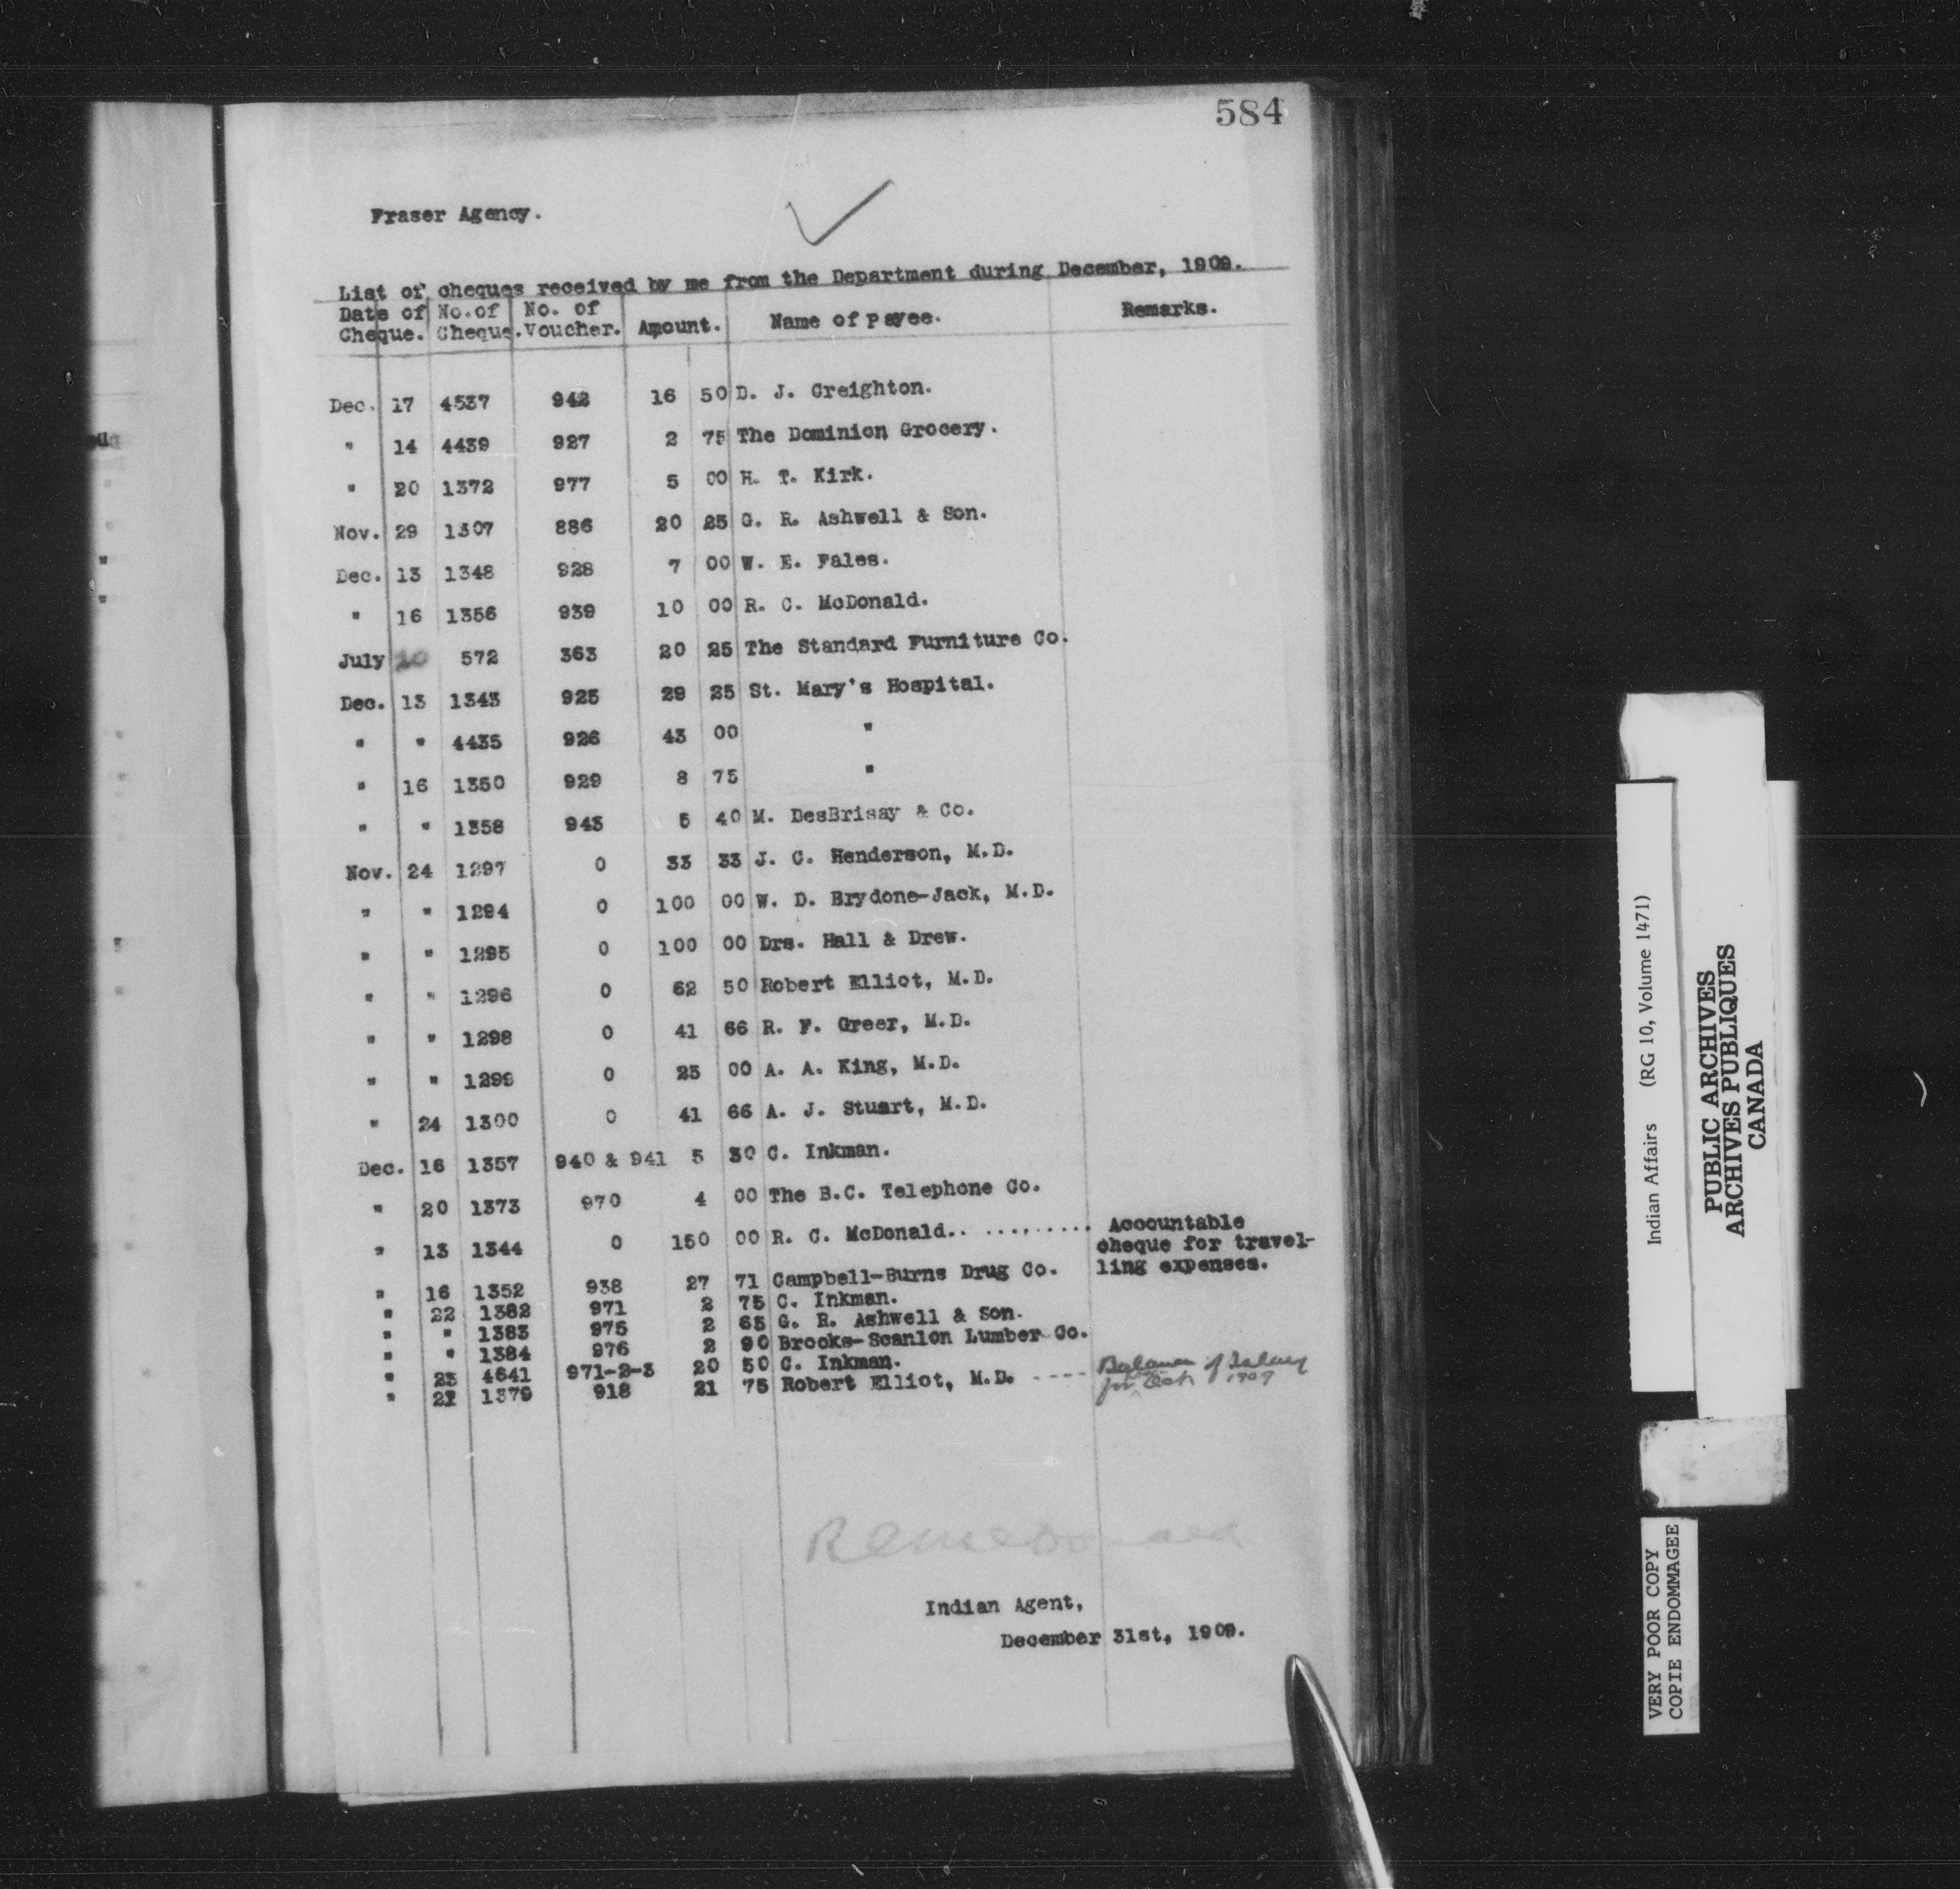 584
Fraser Agency.
List of cheques received by me from the Department during December, 1909.
Date of Cheque. No. of Cheque. No. of Voucher. Amount. Name of Payee. Remarks.
Dec. 17 4537 942 16 50 D. J. Creighton.
" 14 4439 927 2 75 The Dominion Grocery.
" 20 1372 977 5 00 H. T. Kirk.
Nov. 29 1307 886 20 25 G. R. Ashwell & Son.
Dec. 13 1348 928 7 00 W. E. Fales.
" 16 1356 939 10 00 R. C. McDonald.
July 572 363 20 25 The Standard Furniture Co.
Dec. 13 1343 925 29 25 St. Mary's Hospital.
" " 4435 926 43 00 "
" 16 1350 929 8 75 "
" " 1358 943 5 40 M. DesBrisay & Co.
Nov. 24 1297 0 33 33 J. C. Henderson, M.D.
" " 1294 0 100 00 W. D. Brydone-Jack, M.D.
" " 1295 0 100 00 Drs. Hall & Drew.
" " 1296 0 62 50 Robert Elliot, M.D.
" " 1298 0 41 66 R. F. Greer, M.D.
" " 1299 0 25 00 A. A. King, M.D.
" 24 1300 0 41 66 A. J. Stuart, M.D.
Dec. 16 1357 940 & 941 5 30 C. Inkman.
" 20 1373 970 4 00 The B.C. Telephone Co.
" 13 1344 0 150 00 R. C. McDonald.. ......... Accountable
cheque for travel-
ling expenses.
" 16 1352 938 27 71 Campbell-Burns Drug Co.
" 22 1382 971 2 75 C. Inkman.
" " 1383 975 2 65 G. R. Ashwell & Son.
" " 1384 976 2 90 Brooks-Scanlon Lumber Co.
" 23 4641 971-2-3 20 50 C. Inkman.
" 21 1379 918 21 75 Robert Elliot, M.D. ---- Balance of Salary
for Oct 1909
R C McDonald
Indian Agent,
December 31st, 1909.
Indian Affairs (RG 10, Volume 1471)
PUBLIC ARCHIVES
ARCHIVES PUBLIQUES
CANADA
VERY POOR COPY
COPIE ENDOMMAGEE